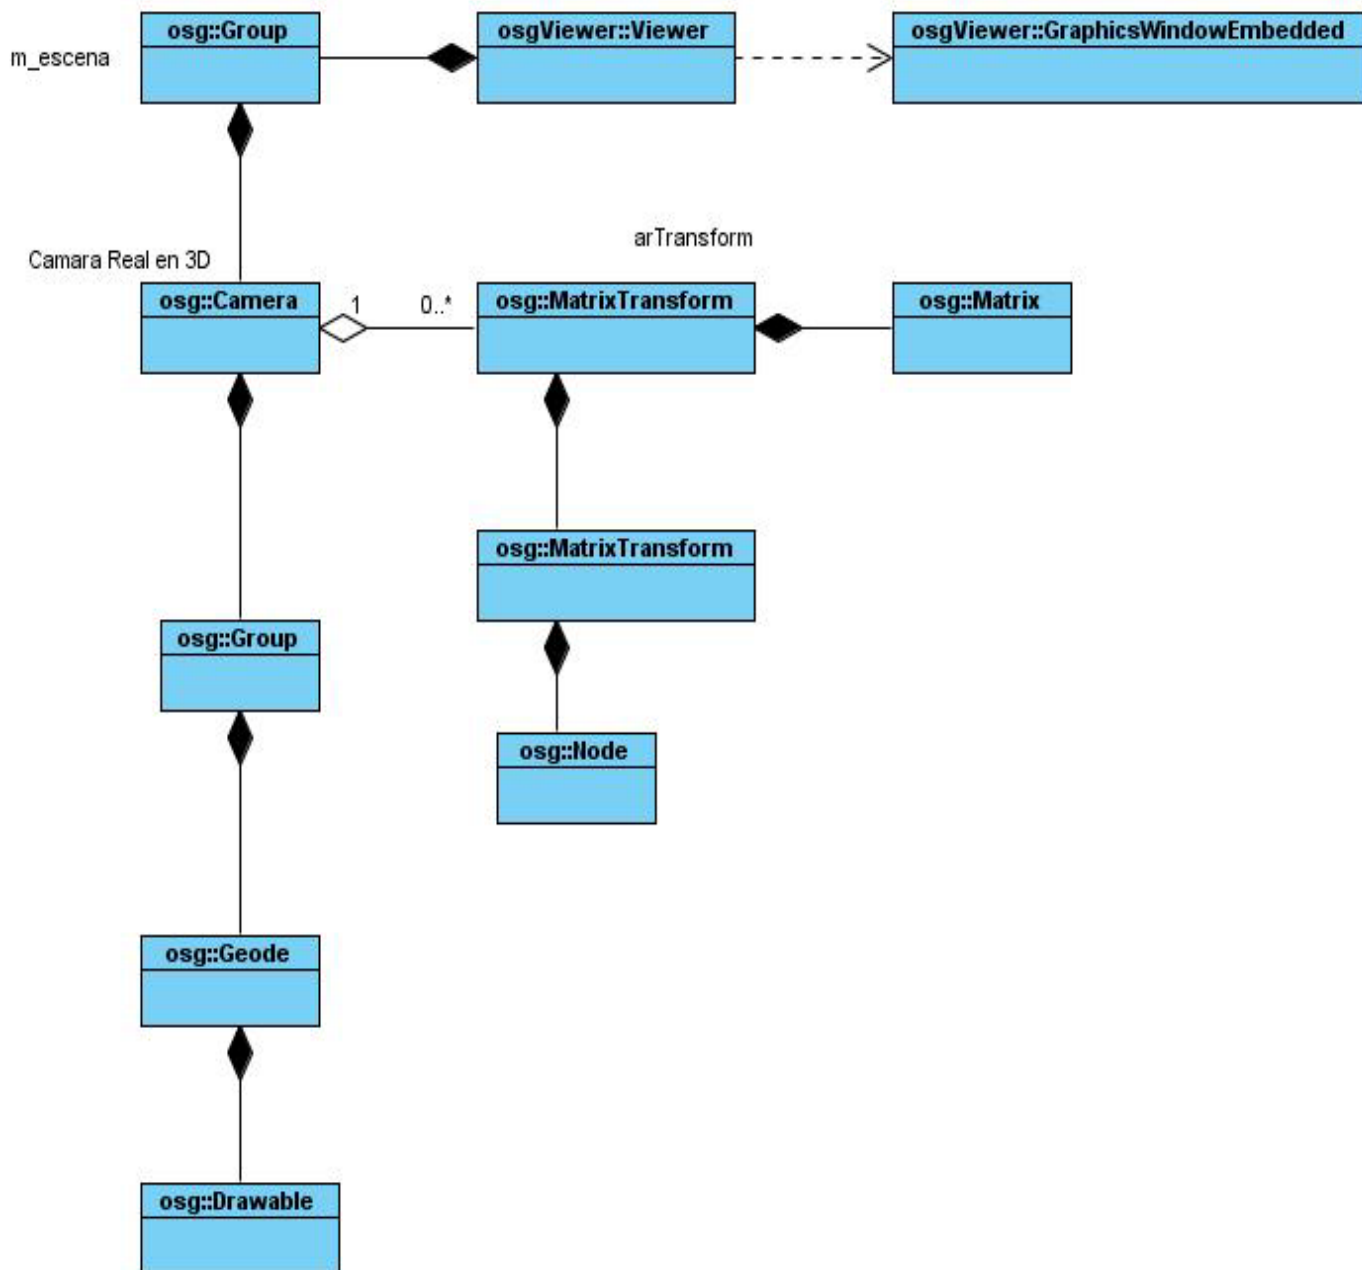 osg::Group
osgViewer::Viewer
osgViewer::GraphicsWindowEmbedded
m_escena
arTransform
Camara Real en 3D
osg::Camera
1
0..*
osg::MatrixTransform
osg::Matrix
osg::MatrixTransform
osg::Group
osg::Node
osg::Geode
osg::Drawable